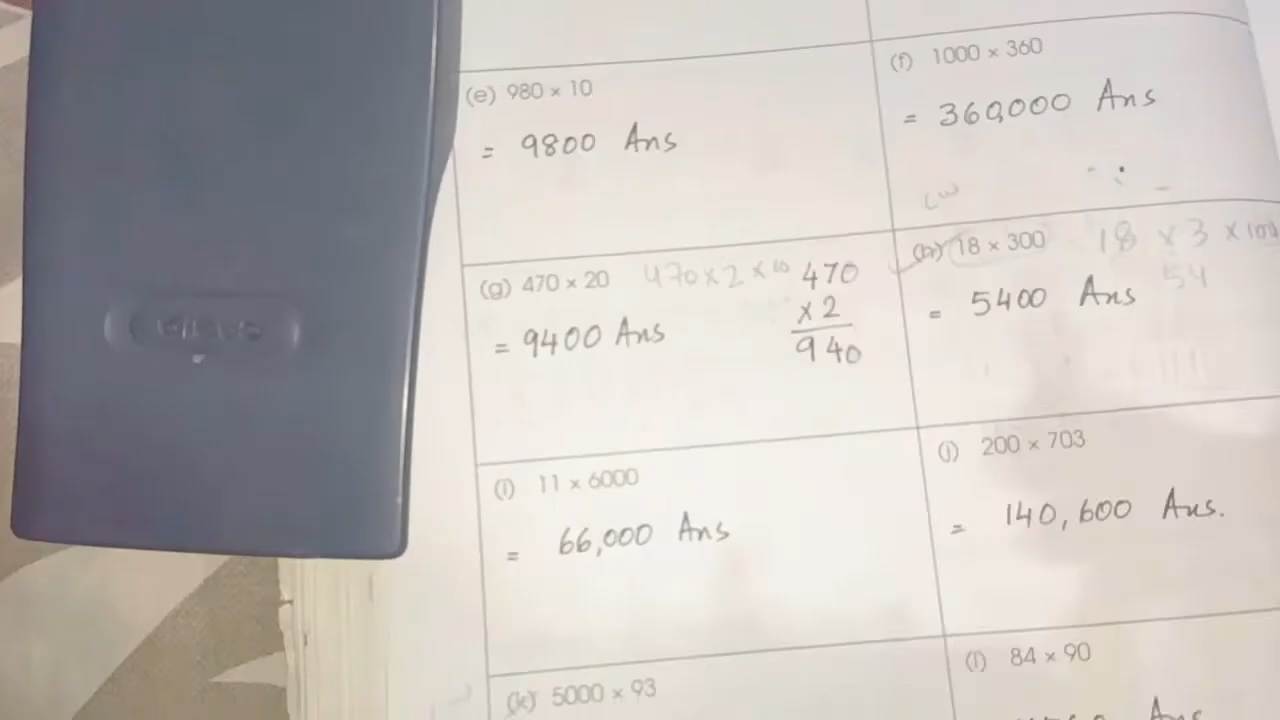 (e) 980 × 10
= 9800 Ans
(f) 1000 × 360
= 360,000 Ans
(g) 470 × 20 470 × 2 × 10
= 9400 Ans
470
× 2
940
(h) 18 × 300 18 × 3 × 100
= 5400 Ans 54
(i) 11 × 6000
= 66,000 Ans
(j) 200 × 703
= 140,600 Ans.
(k) 5000 × 93
(l) 84 × 90
Ans